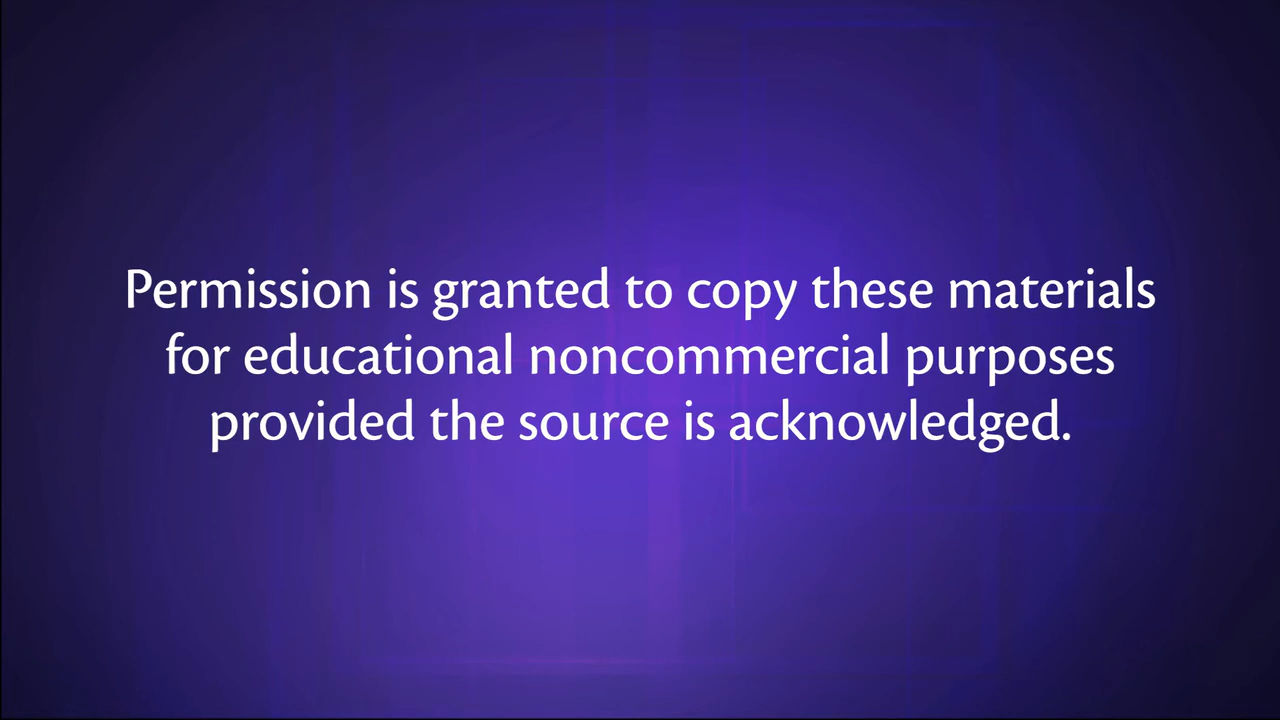 Permission is granted to copy these materials
for educational noncommercial purposes
provided the source is acknowledged.